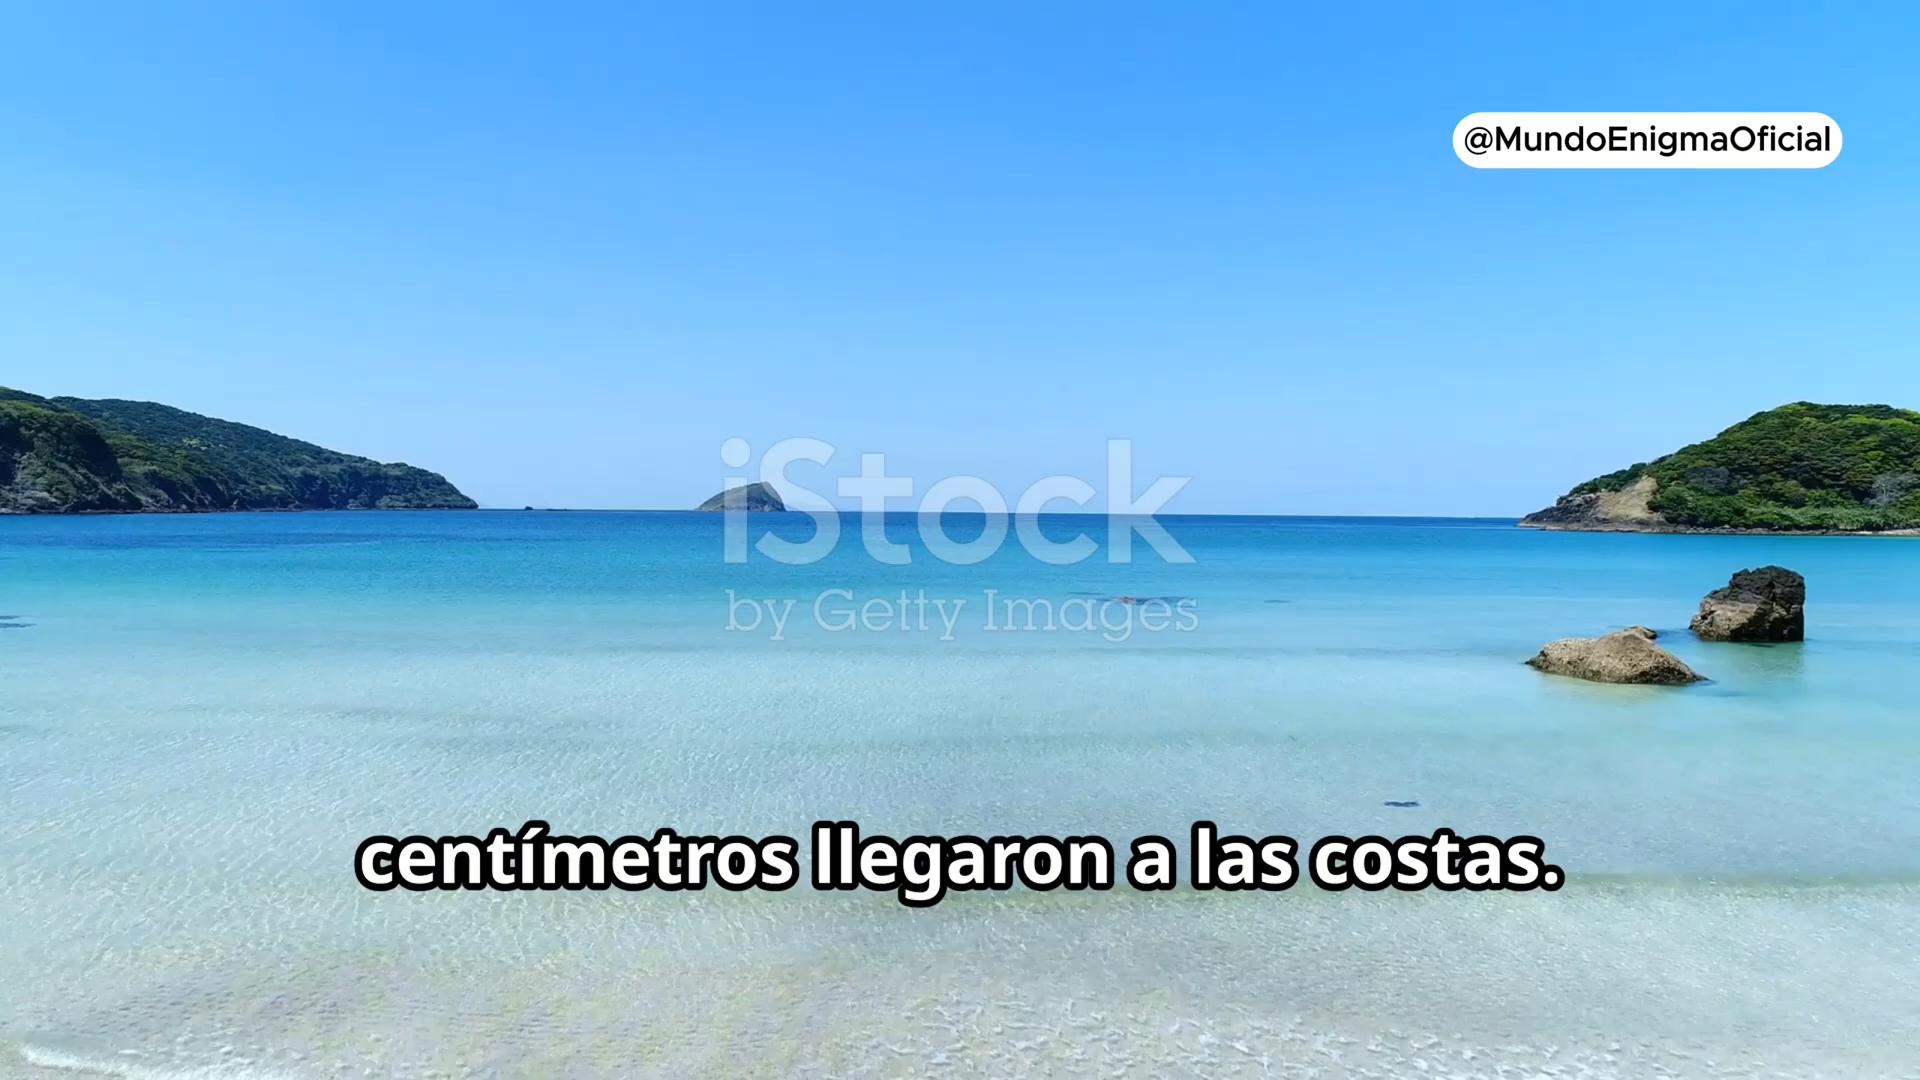 @MundoEnigmaOficial
iStock
by Getty Images
centímetros llegaron a las costas.